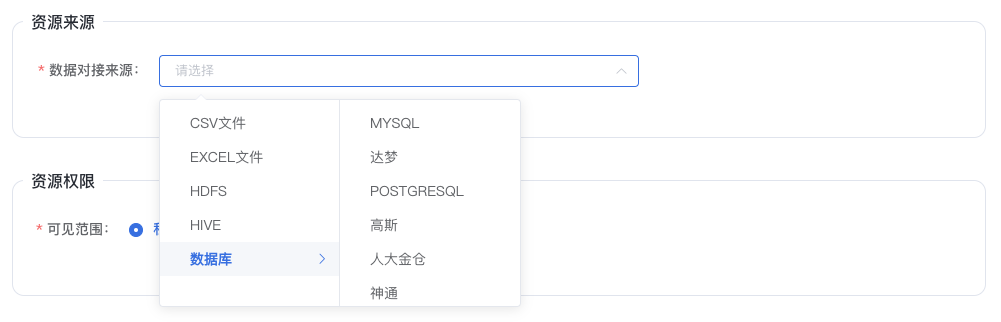 资源来源
* 数据对接来源：
请选择
CSV文件
EXCEL文件
HDFS
HIVE
数据库
MYSQL
达梦
POSTGRESQL
高斯
人大金仓
神通
资源权限
* 可见范围：